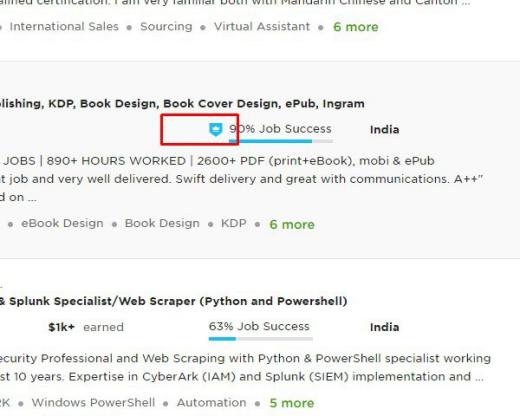 alified certification. I am very familiar both with Mandarin Chinese and Canton ...
International Sales • Sourcing • Virtual Assistant • 6 more
lishing, KDP, Book Design, Book Cover Design, ePub, Ingram
90% Job Success India
JOBS | 890+ HOURS WORKED | 2600+ PDF (print+eBook), mobi & ePub
t job and very well delivered. Swift delivery and great with communications. A++"
d on ...
• eBook Design • Book Design • KDP • 6 more
& Splunk Specialist/Web Scraper (Python and Powershell)
$1k+ earned 63% Job Success India
ecurity Professional and Web Scraping with Python & PowerShell specialist working
st 10 years. Expertise in CyberArk (IAM) and Splunk (SIEM) implementation and ...
RK • Windows PowerShell • Automation • 5 more